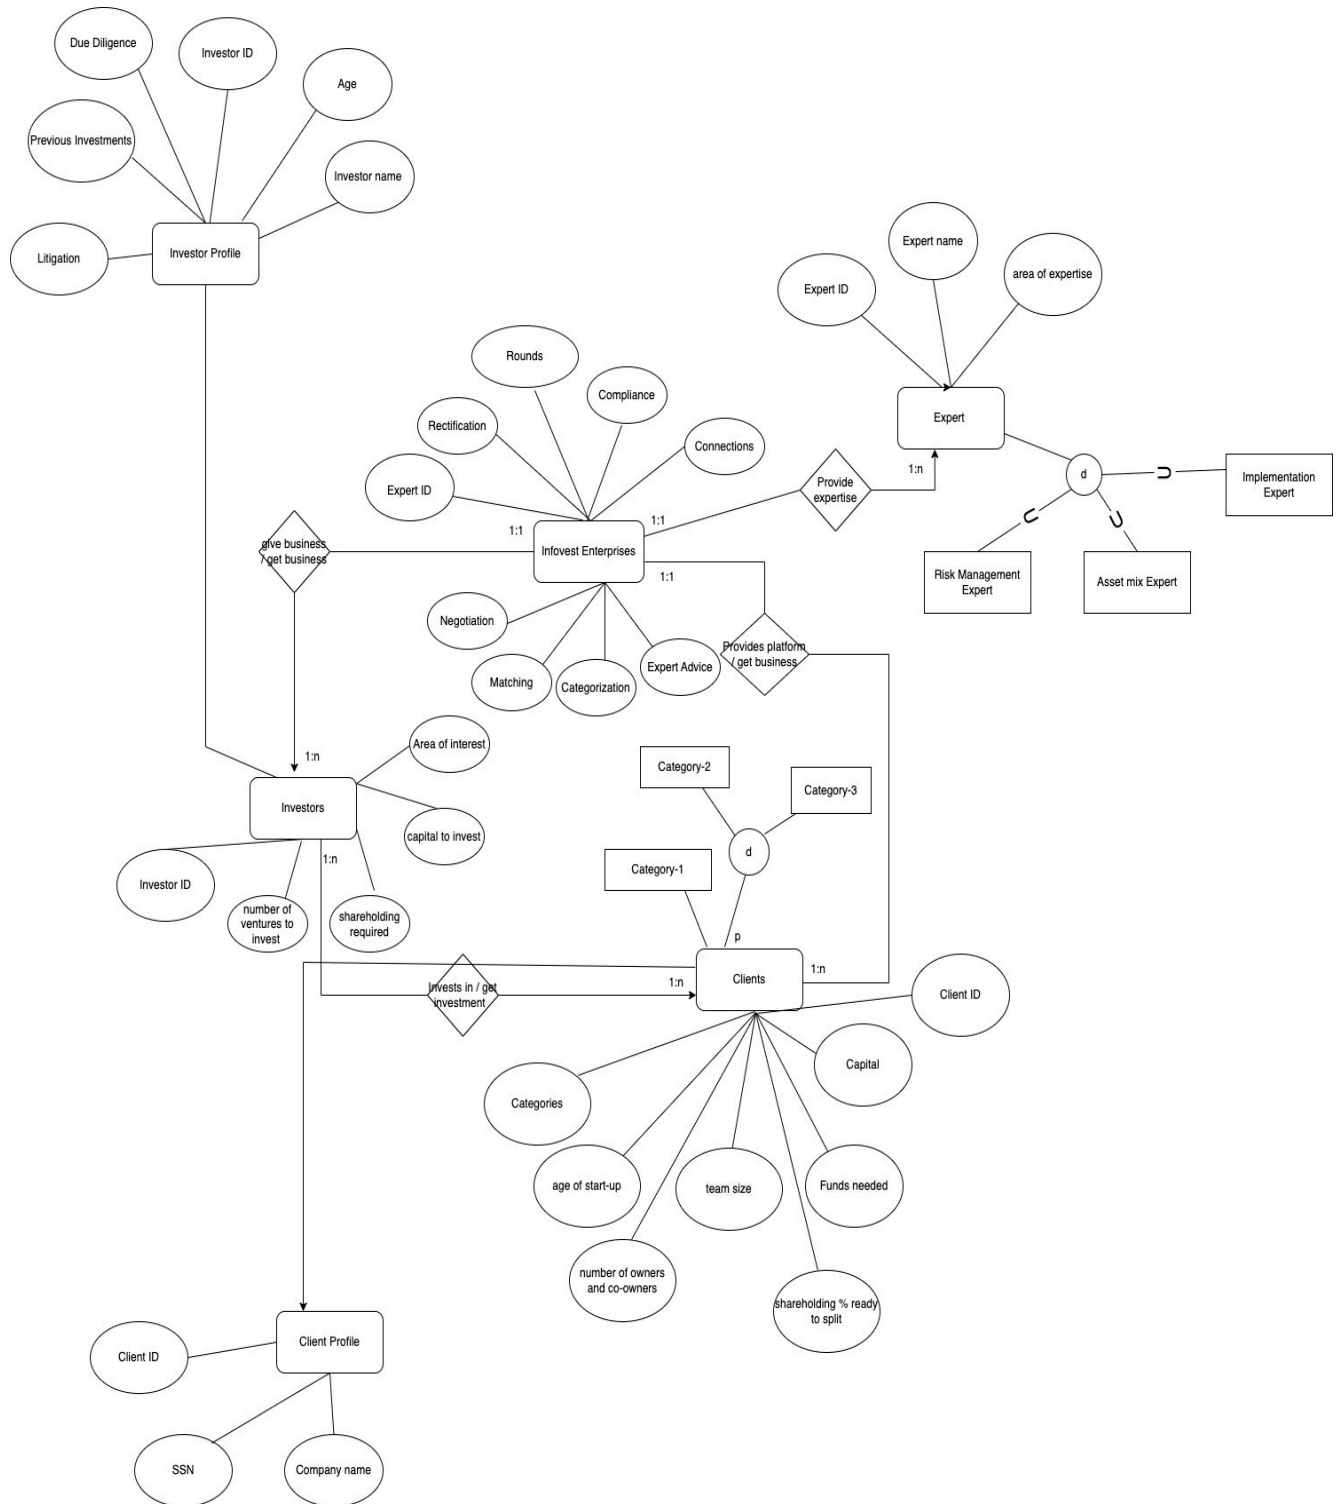 Due Diligence
Investor ID
Age
Previous Investments
Investor name
Litigation
Investor Profile
Expert name
Expert ID
area of expertise
Rounds
Compliance
Rectification
Connections
Expert
Expert ID
1:n
d
Provide
expertise
Implementation
Expert
1:1
1:1
give business
/ get business
Infovest Enterprises
1:1
Risk Management
Expert
Asset mix Expert
Negotiation
Provides platform
/ get business
Expert Advice
Matching
Categorization
Area of interest
1:n
Category-2
Category-3
Investors
capital to invest
1:n
d
Category-1
Investor ID
number of
ventures to
invest
shareholding
required
p
1:n
Clients
1:n
Invests in / get
investment
Client ID
Capital
Categories
age of start-up
team size
Funds needed
number of owners
and co-owners
shareholding % ready
to split
Client Profile
Client ID
SSN
Company name